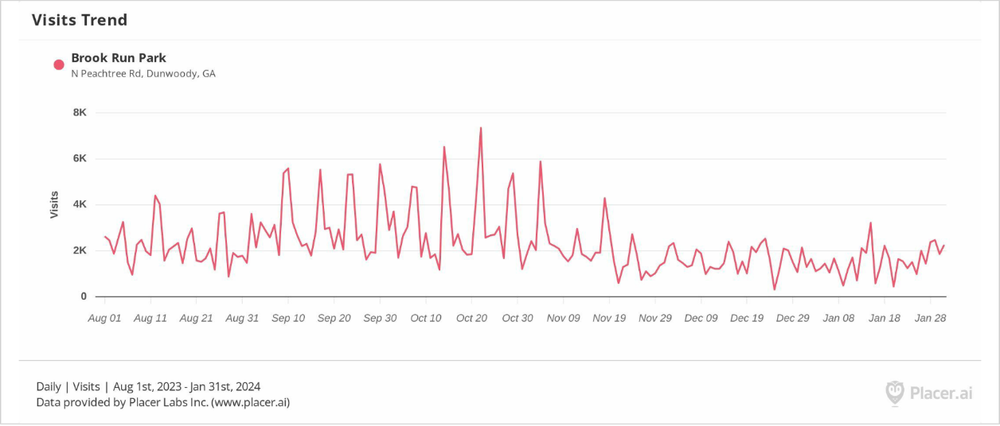 Visits Trend
Brook Run Park
N Peachtree Rd, Dunwoody, GA
8K
6K
4K
2K
0
Visits
Aug 01 Aug 11 Aug 21 Aug 31 Sep 10 Sep 20 Sep 30 Oct 10 Oct 20 Oct 30 Nov 09 Nov 19 Nov 29 Dec 09 Dec 19 Dec 29 Jan 08 Jan 18 Jan 28
Daily | Visits | Aug 1st, 2023 - Jan 31st, 2024
Data provided by Placer Labs Inc. (www.placer.ai)
Placer.ai